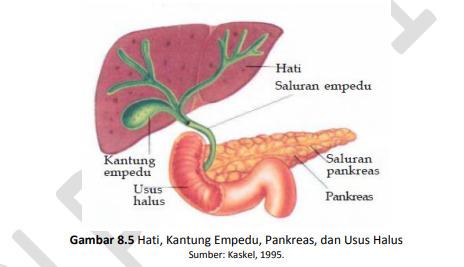 Hati
Saluran empedu
Kantung
empedu
Usus
halus
Saluran
pankreas
Pankreas
Gambar 8.5 Hati, Kantung Empedu, Pankreas, dan Usus Halus
Sumber: Kaskel, 1995.